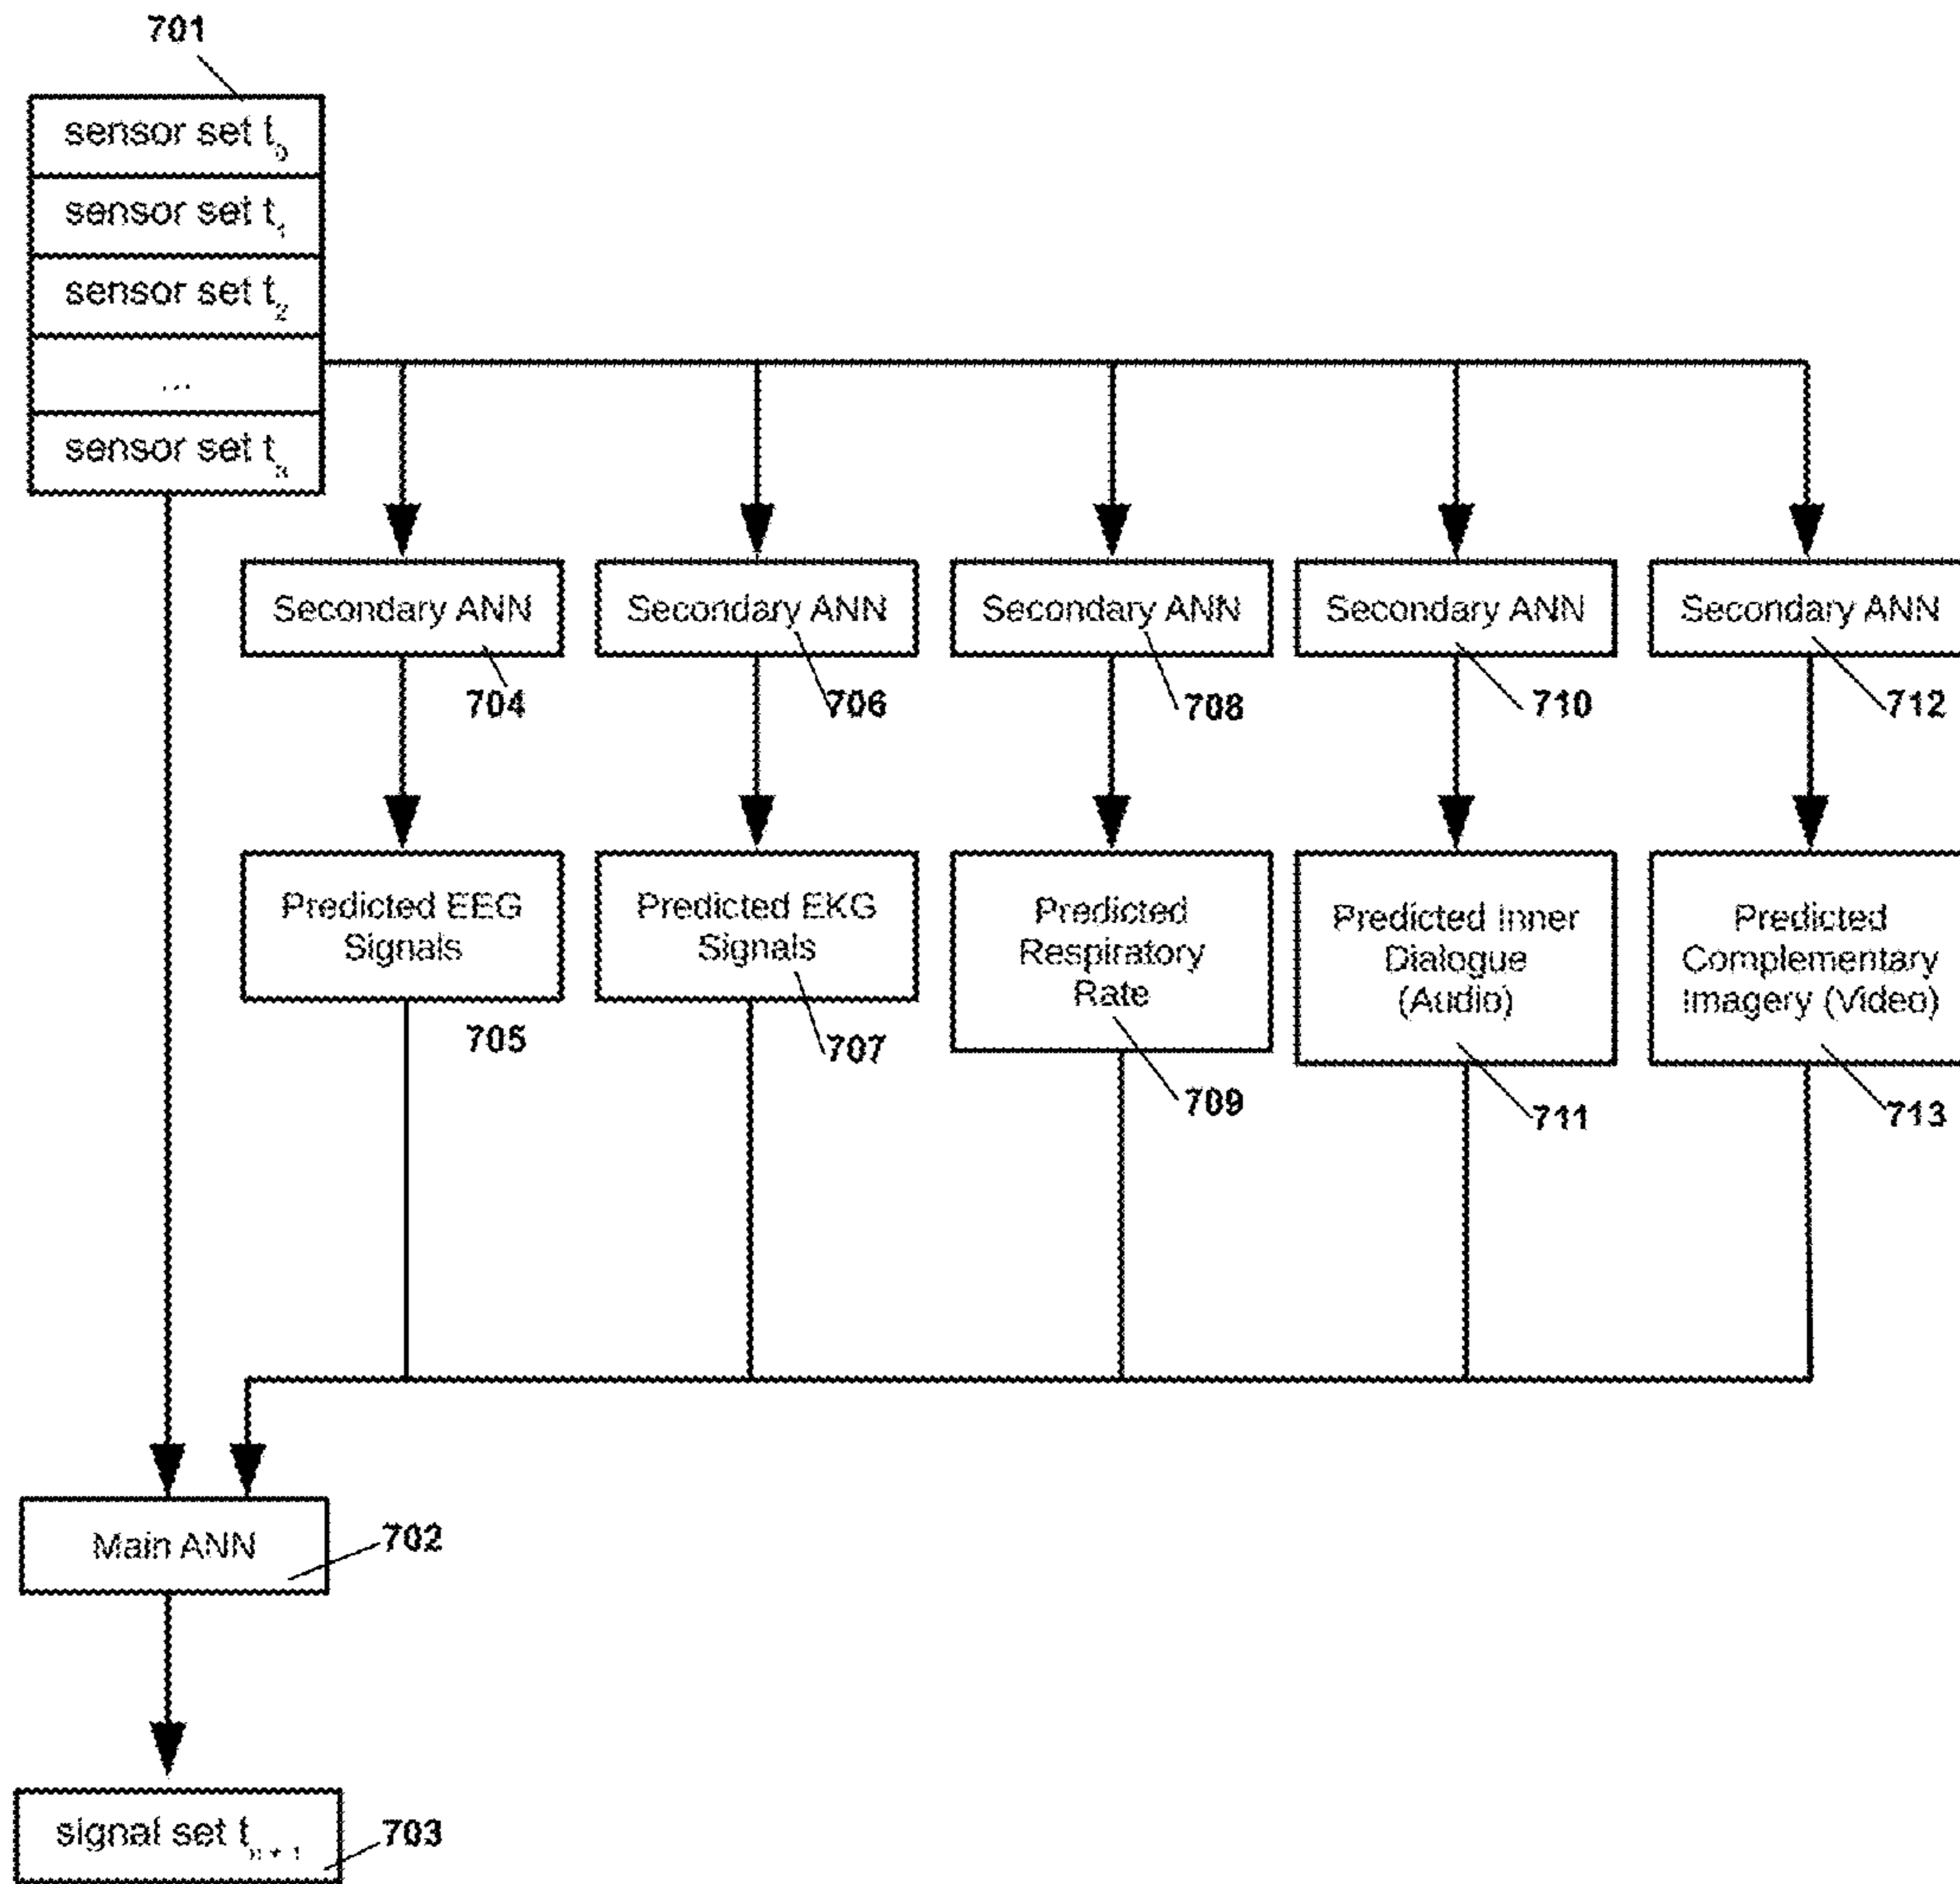 701
sensor set t0
sensor set t1
sensor set t2
...
sensor set tn
Secondary ANN
Secondary ANN
Secondary ANN
Secondary ANN
Secondary ANN
704
706
708
710
712
Predicted EEG
Signals
Predicted EKG
Signals
Predicted
Respiratory
Rate
Predicted Inner
Dialogue
(Audio)
Predicted
Complementary
Imagery (Video)
705
707
709
711
713
Main ANN
702
signal set tn+1
703